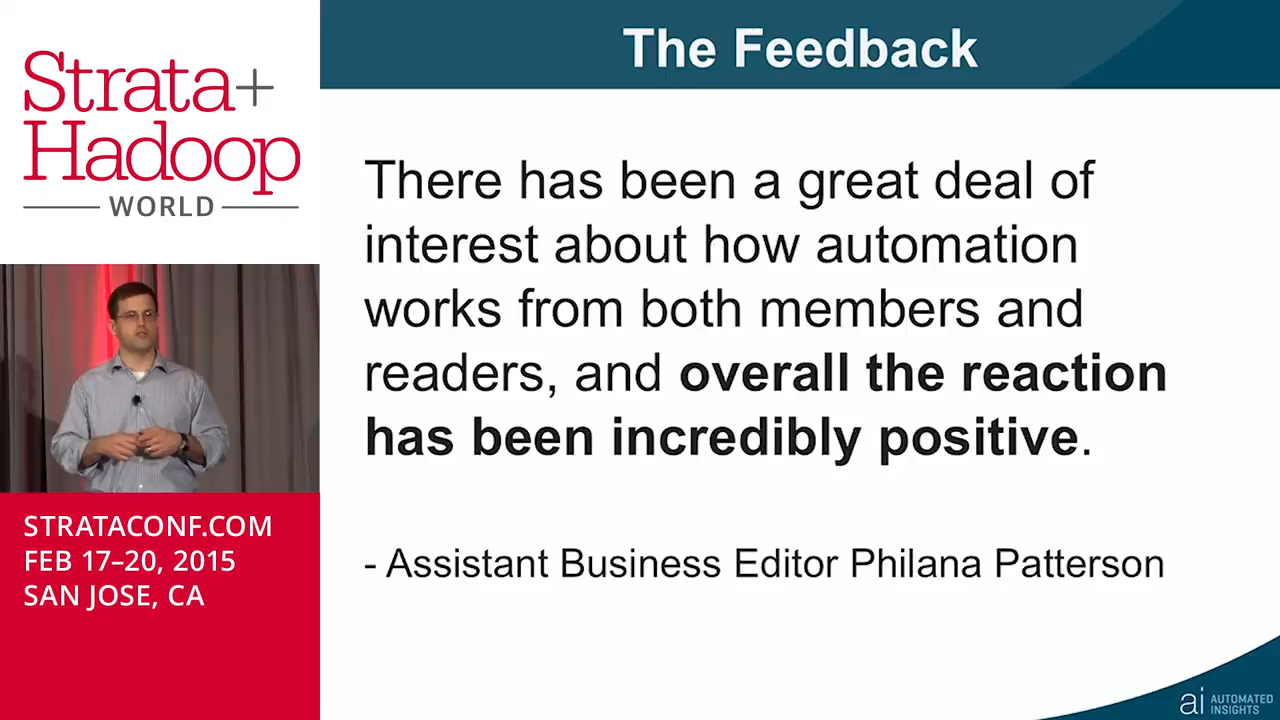 Strata+
Hadoop
WORLD
STRATACONF.COM
FEB 17–20, 2015
SAN JOSE, CA
The Feedback
There has been a great deal of
interest about how automation
works from both members and
readers, and overall the reaction
has been incredibly positive.
- Assistant Business Editor Philana Patterson
ai AUTOMATED
INSIGHTS